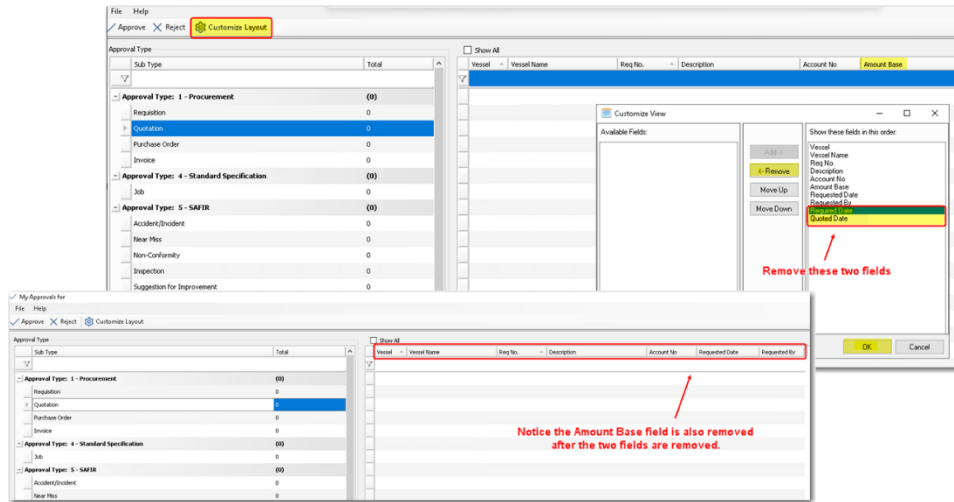 File Help
Approve Reject Customize Layout
Approval Type
Show All
Sub Type Total
Vessel Vessel Name Req No. Description Account No Amount Base
Approval Type: 1 - Procurement (0)
Requisition 0
Quotation 0
Purchase Order 0
Invoice 0
Approval Type: 4 - Standard Specification (0)
Job 0
Approval Type: 5 - SAFIR (0)
Accident/Incident 0
Near Miss 0
Non-Conformity 0
Inspection 0
Suggestion for Improvement 0
Customize View
Available Fields:
Add ->
<- Remove
Move Up
Move Down
Show these fields in this order:
Vessel
Vessel Name
Req No.
Description
Account No
Amount Base
Requested Date
Requested By
Required Date
Quoted Date
Remove these two fields
OK Cancel
My Approvals for
File Help
Approve Reject Customize Layout
Approval Type
Show All
Sub Type Total
Vessel Vessel Name Req No. Description Account No Requested Date Requested By
Approval Type: 1 - Procurement (0)
Requisition 0
Quotation 0
Purchase Order 0
Invoice 0
Approval Type: 4 - Standard Specification (0)
Job 0
Approval Type: 5 - SAFIR (0)
Accident/Incident 0
Near Miss 0
Notice the Amount Base field is also removed
after the two fields are removed.